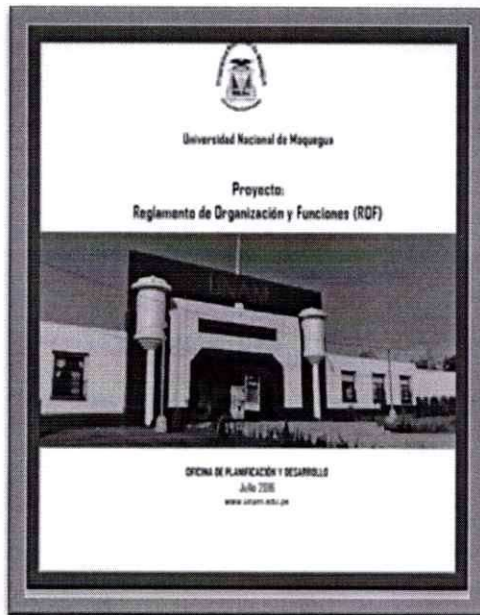 Universidad Nacional de Moquegua
Proyecto:
Reglamento de Organización y Funciones (ROF)
UNAM
OFICINA DE PLANIFICACIÓN Y DESARROLLO
Julio 2016
www.unam.edu.pe